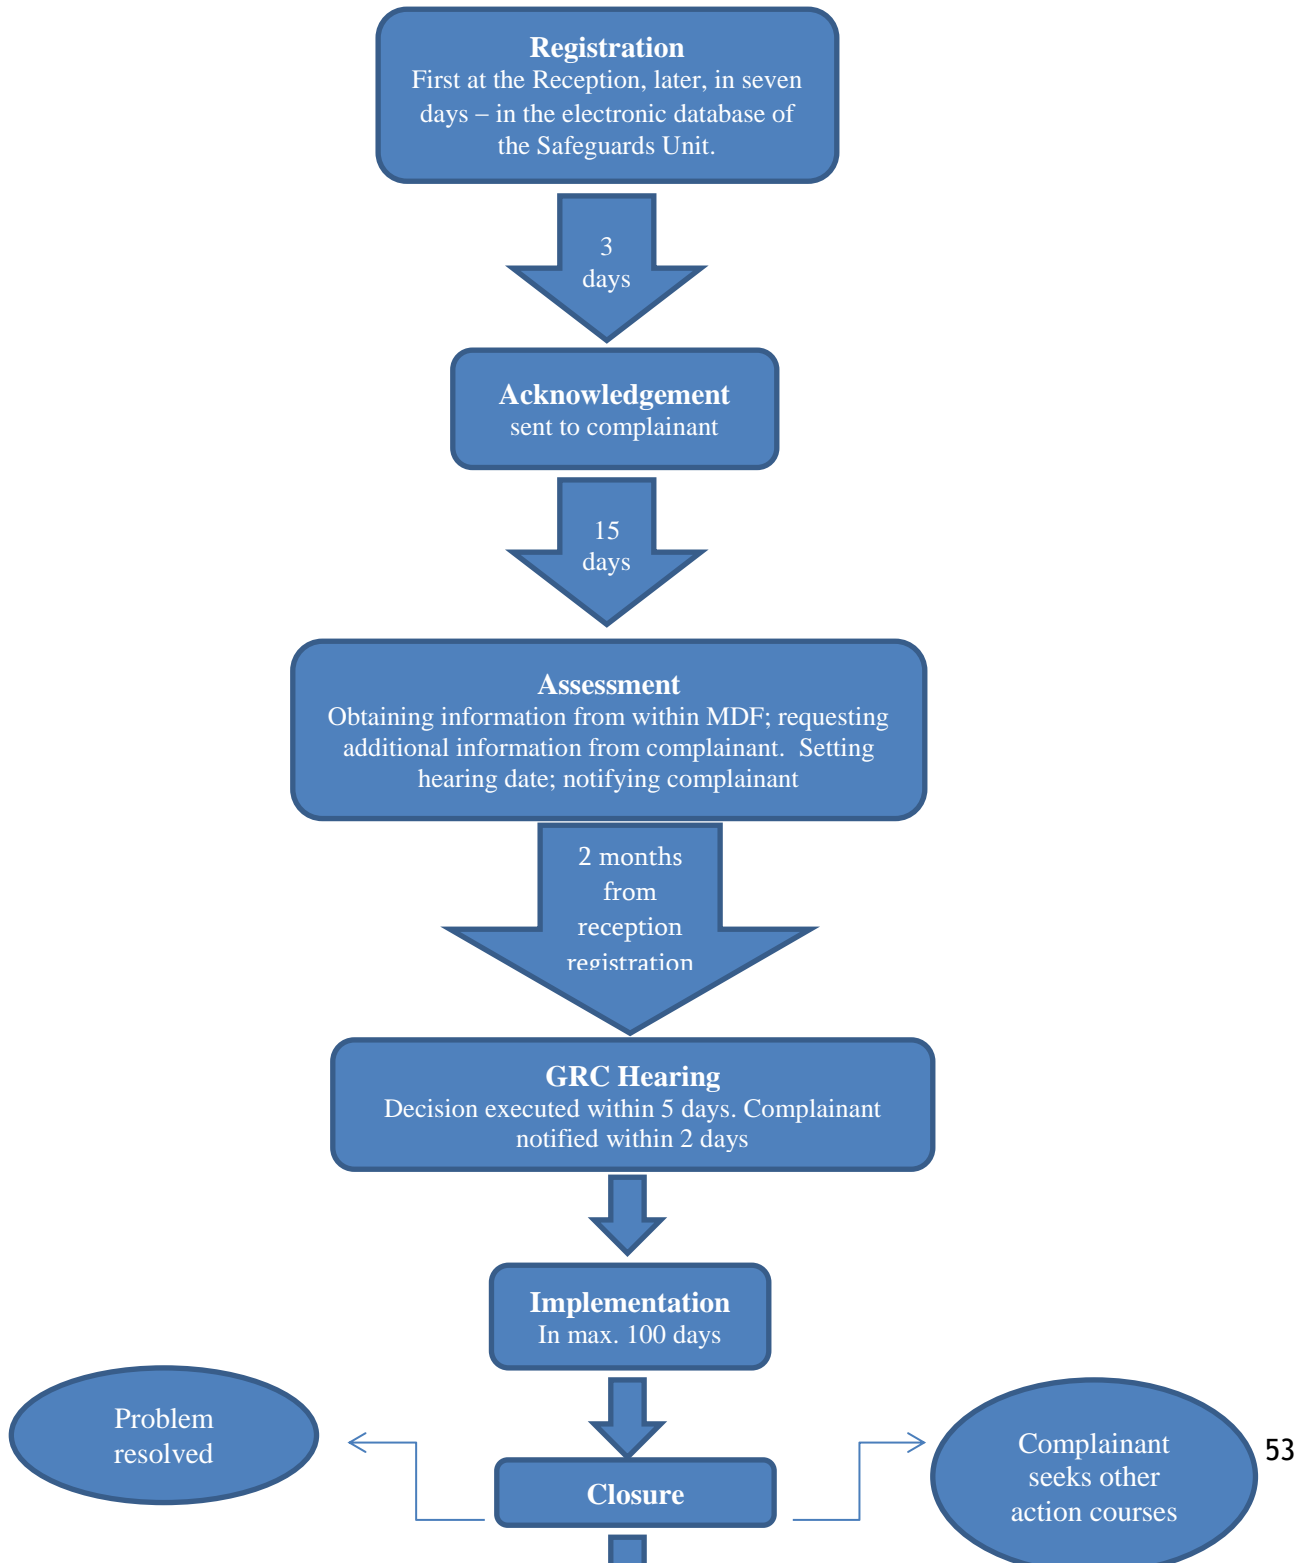 Registration
First at the Reception, later, in seven
days – in the electronic database of
the Safeguards Unit.
3
days
Acknowledgement
sent to complainant
15
days
Assessment
Obtaining information from within MDF; requesting
additional information from complainant.  Setting
hearing date; notifying complainant
2 months
from
reception
registration
GRC Hearing
Decision executed within 5 days. Complainant
notified within 2 days
Implementation
In max. 100 days
Problem
resolved
Closure
Complainant
seeks other
action courses
53